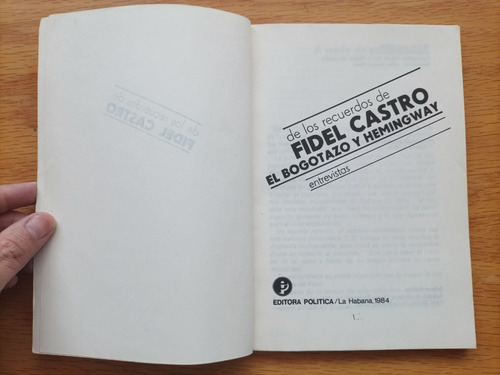 de los recuerdos de
FIDEL CASTRO
EL BOGOTAZO Y HEMINGWAY
entrevistas
EDITORA POLITICA/La Habana, 1984